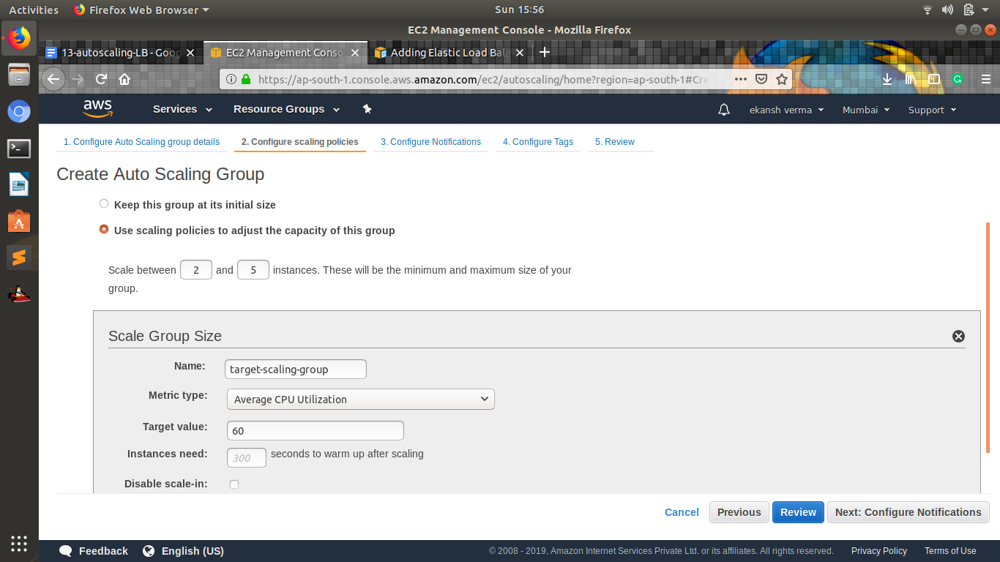 Activities
Firefox Web Browser
Sun 15:56
EC2 Management Console - Mozilla Firefox
13-autoscaling-LB - Goog
EC2 Management Conso
Adding Elastic Load Bala
https://ap-south-1.console.aws.amazon.com/ec2/autoscaling/home?region=ap-south-1#Cre
aws
Services
Resource Groups
ekansh verma
Mumbai
Support
1. Configure Auto Scaling group details
2. Configure scaling policies
3. Configure Notifications
4. Configure Tags
5. Review
Create Auto Scaling Group
Keep this group at its initial size
Use scaling policies to adjust the capacity of this group
Scale between 2 and 5 instances. These will be the minimum and maximum size of your
group.
Scale Group Size
Name: target-scaling-group
Metric type: Average CPU Utilization
Target value: 60
Instances need: 300 seconds to warm up after scaling
Disable scale-in:
Cancel
Previous
Review
Next: Configure Notifications
Feedback
English (US)
© 2008 - 2019, Amazon Internet Services Private Ltd. or its affiliates. All rights reserved.
Privacy Policy
Terms of Use